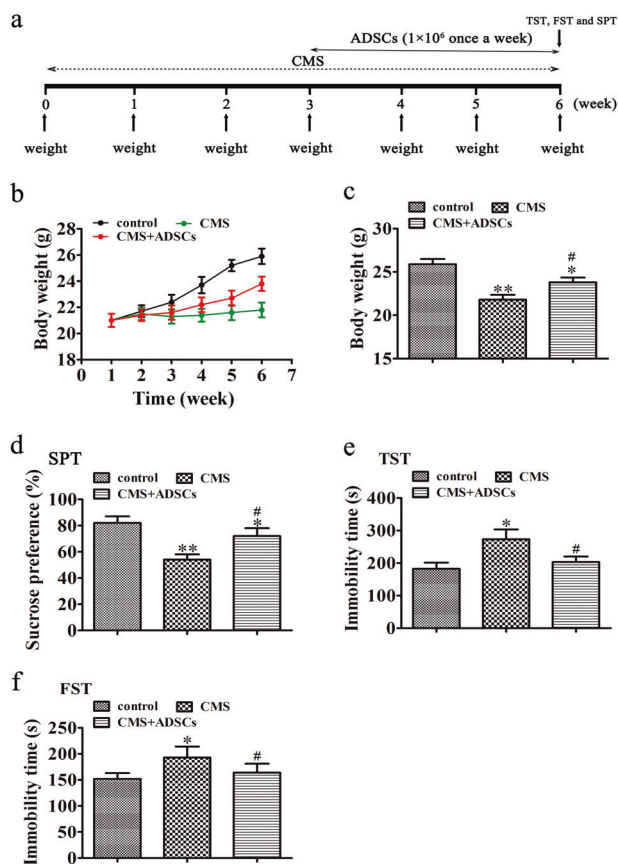 a
TST, FST and SPT
ADSCs (1×10⁶ once a week)
CMS
0 1 2 3 4 5 6 (week)
weight weight weight weight weight weight weight
b
control CMS
CMS+ADSCs
Body weight (g)
28
26
24
22
20
18
0 1 2 3 4 5 6 7
Time (week)
c
control CMS
CMS+ADSCs
Body weight (g)
30
25
20
15
**
#
*
d
SPT
control CMS
CMS+ADSCs
Sucrose preference (%)
100
80
60
40
20
0
**
#
*
e
TST
control CMS
CMS+ADSCs
Immobility time (s)
400
300
200
100
0
*
#
f
FST
control CMS
CMS+ADSCs
Immobility time (s)
250
200
150
100
50
0
*
#